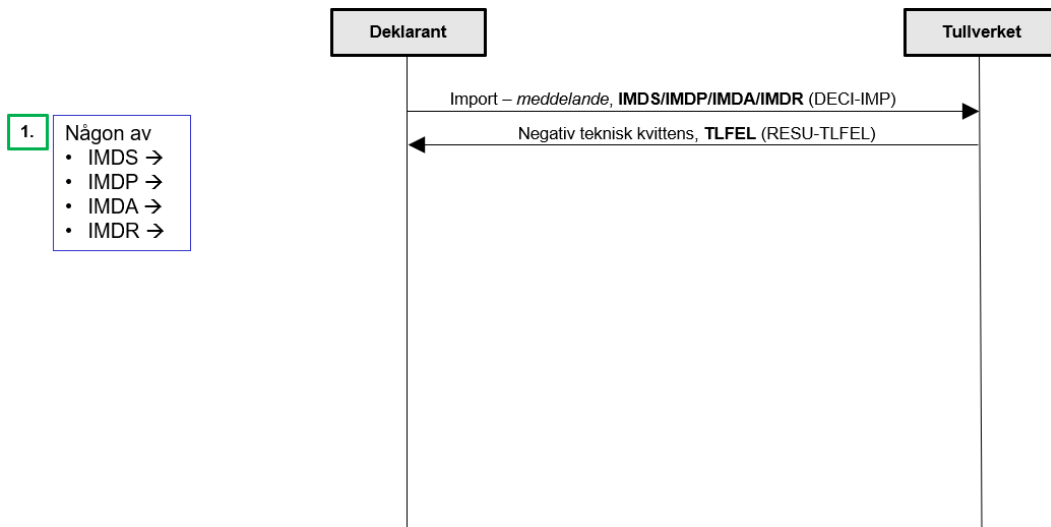 Deklarant
Tullverket
Import – meddelande, IMDS/IMDP/IMDA/IMDR (DECI-IMP)
Negativ teknisk kvittens, TLFEL (RESU-TLFEL)
1.
Någon av
• IMDS →
• IMDP →
• IMDA →
• IMDR →